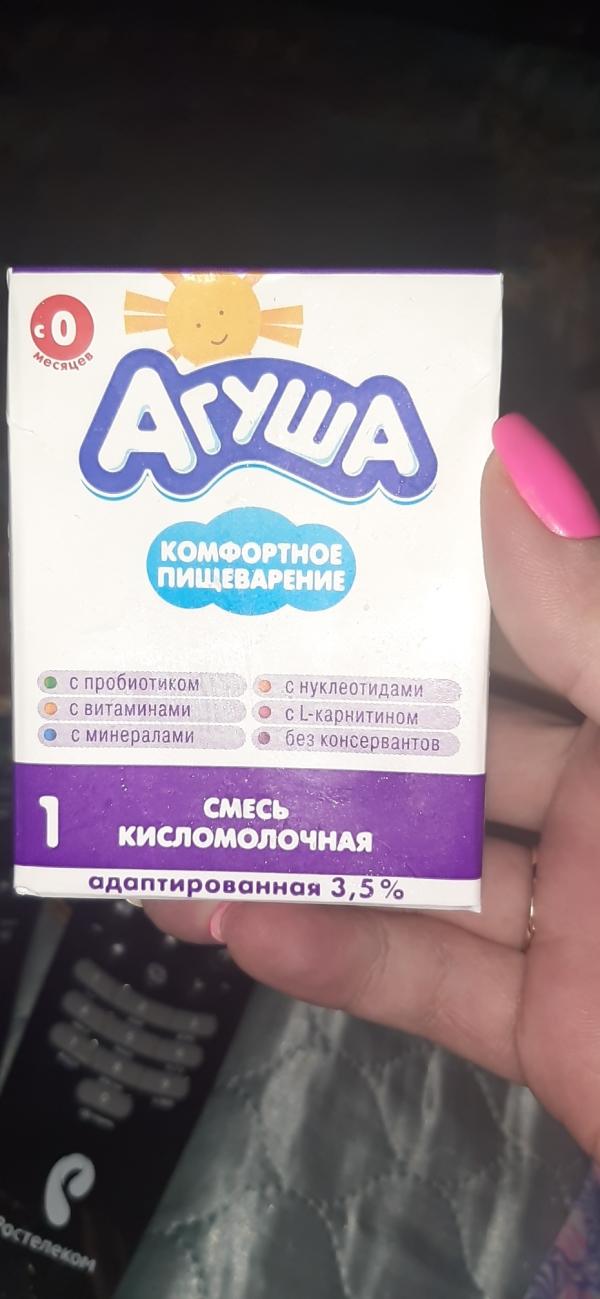 с 0
месяцев
Агуша
КОМФОРТНОЕ
ПИЩЕВАРЕНИЕ
с пробиотиком
с нуклеотидами
с витаминами
с L-карнитином
с минералами
без консервантов
1
СМЕСЬ
КИСЛОМОЛОЧНАЯ
адаптированная 3,5%
Ростелеком